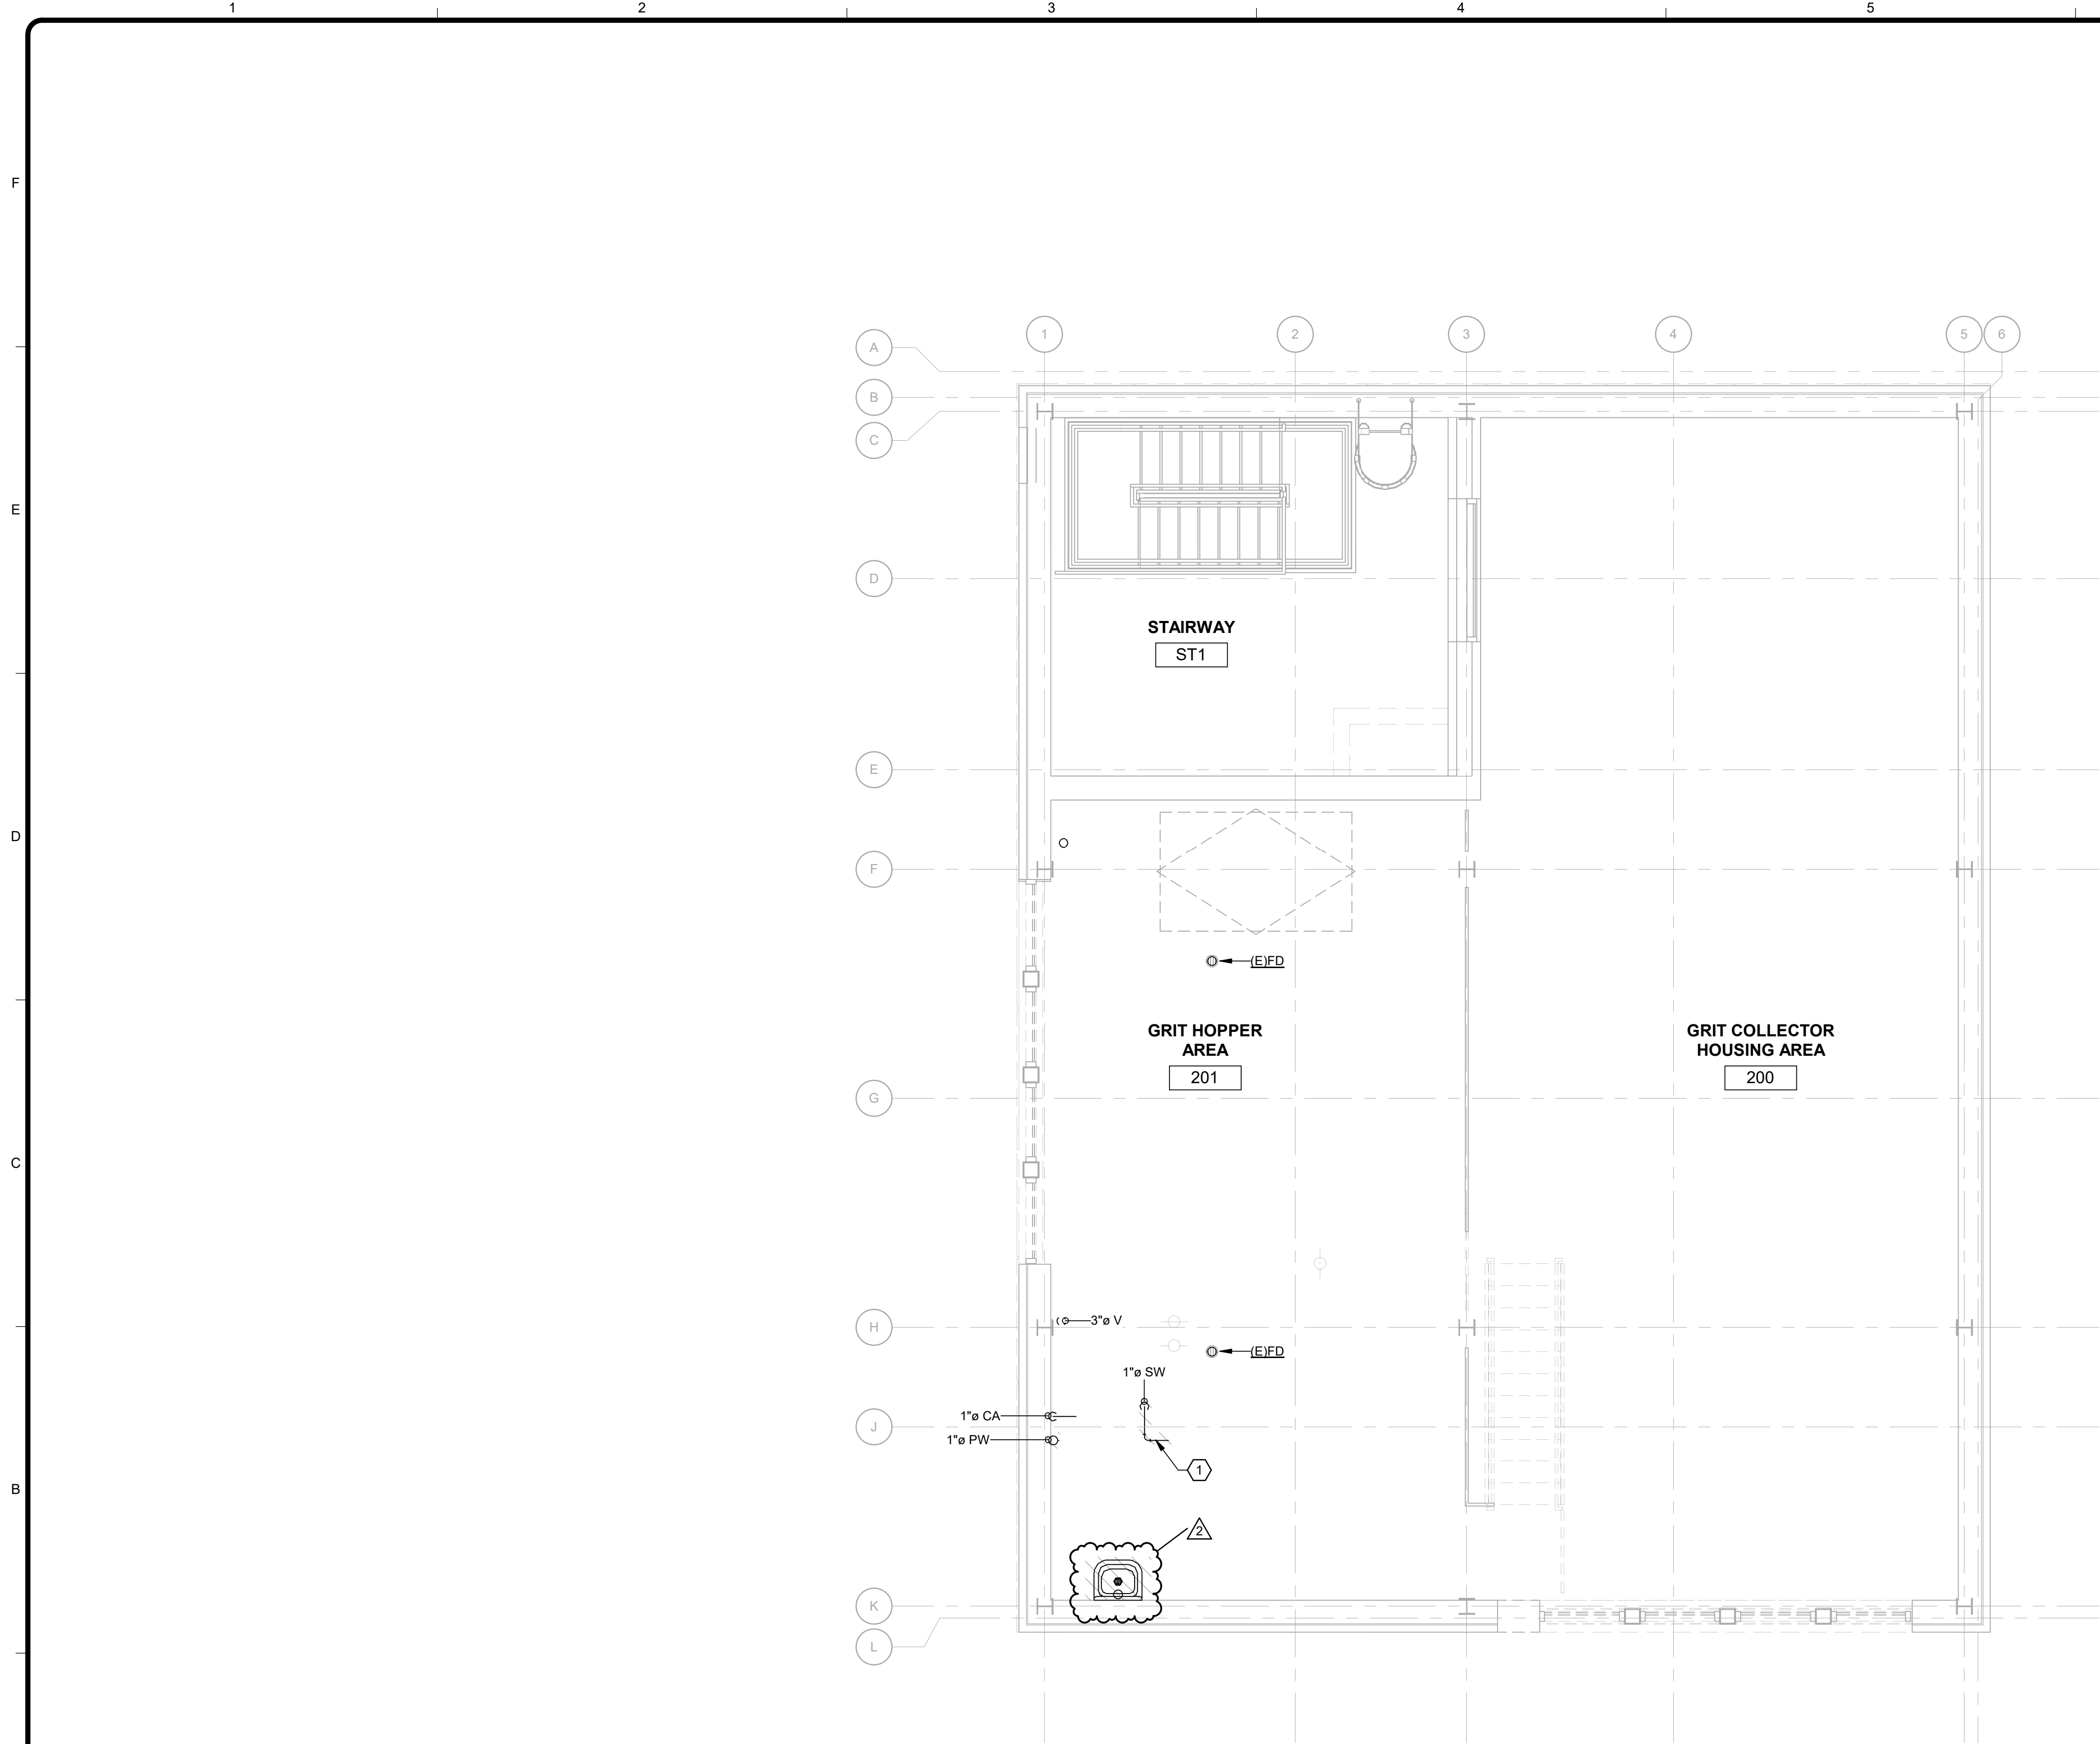 1 2 3 4 5
F
1 2 3 4 5 6
A
B
C
E
D
STAIRWAY
ST1
E
D
F
(E)FD
GRIT HOPPER
AREA
201
GRIT COLLECTOR
HOUSING AREA
200
G
C
H
3"ø V
(E)FD
1"ø SW
1"ø CA
J
1"ø PW
1
B
2
K
L